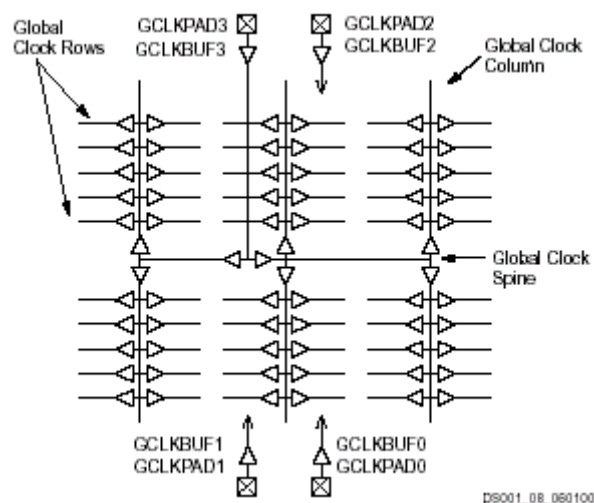 Global
Clock Rows
GCLKPAD3
GCLKBUF3
GCLKPAD2
GCLKBUF2
Global Clock
Column
Global Clock
Spine
GCLKBUF1
GCLKPAD1
GCLKBUF0
GCLKPAD0
DS001_08_060100